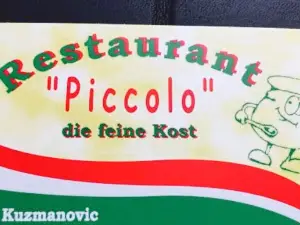 Restaurant
"Piccolo"
die feine Kost
Kuzmanovic